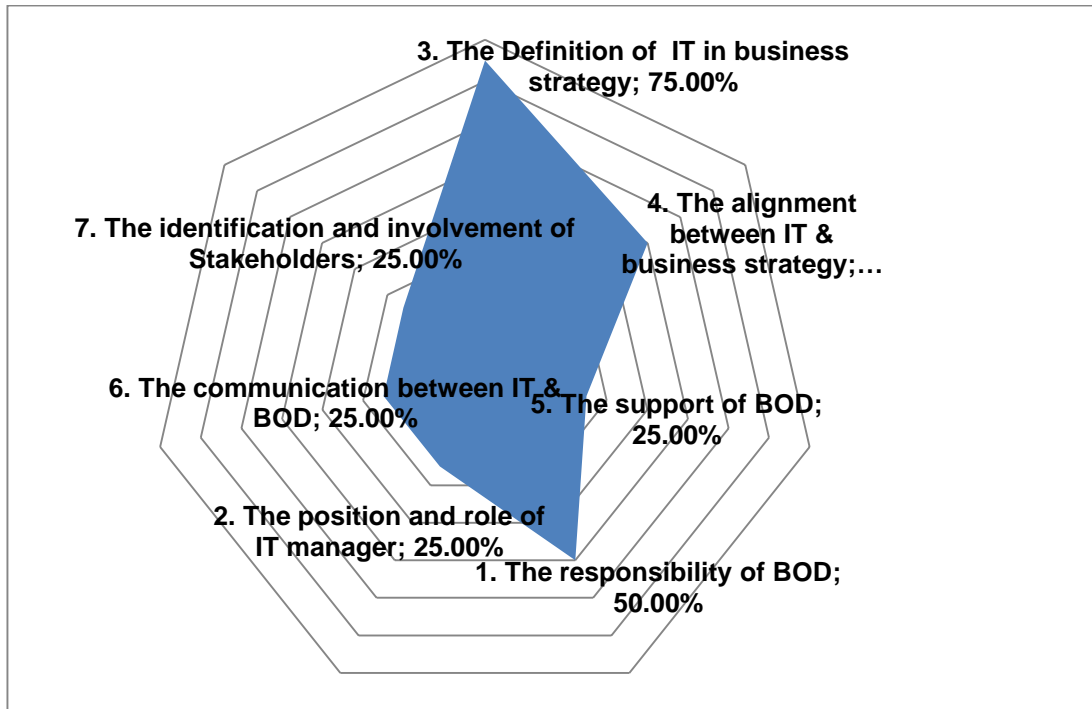 3. The Definition of IT in business
strategy; 75.00%
4. The alignment
between IT &
business strategy;...
7. The identification and involvement of
Stakeholders; 25.00%
6. The communication between IT &
BOD; 25.00%
5. The support of BOD;
25.00%
2. The position and role of
IT manager; 25.00%
1. The responsibility of BOD;
50.00%